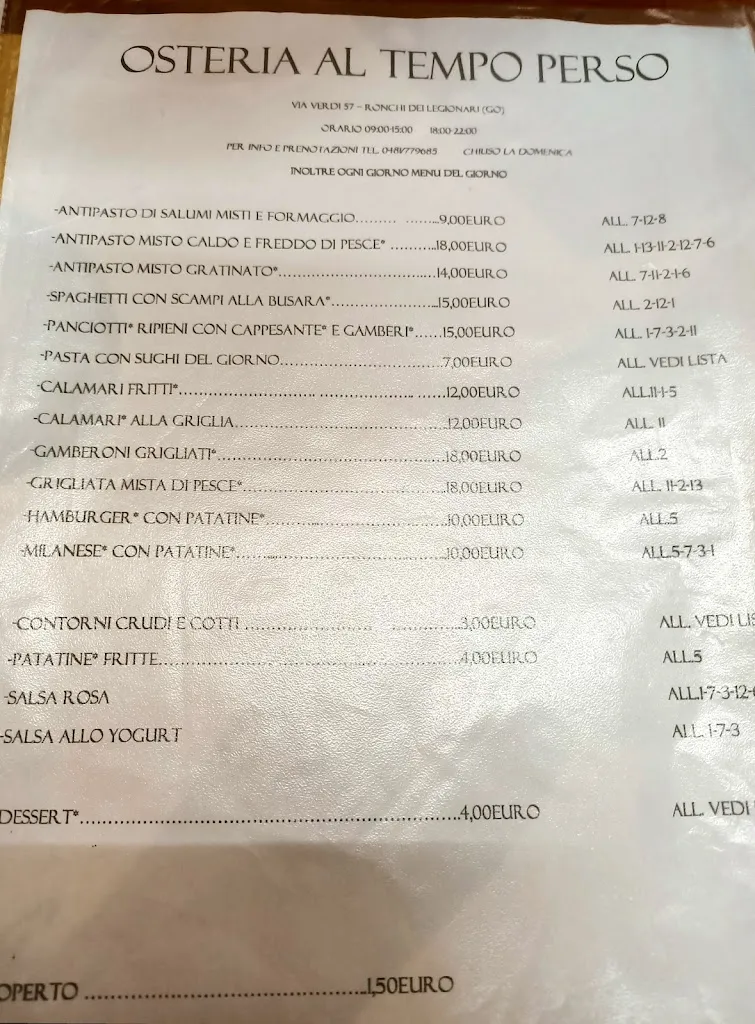 OSTERIA AL TEMPO PERSO
VIA VERDI 57 – RONCHI DEI LEGIONARI (GO)
ORARIO 09:00-15:00 18:00-22:00
PER INFO E PRENOTAZIONI TEL. 0481/779685 CHIUSO LA DOMENICA
INOLTRE OGNI GIORNO MENU DEL GIORNO
-ANTIPASTO DI SALUMI MISTI E FORMAGGIO......... ...........9,00EURO ALL. 7-12-8
-ANTIPASTO MISTO CALDO E FREDDO DI PESCE* ..........18,00EURO ALL. 1-13-11-2-12-7-6
-ANTIPASTO MISTO GRATINATO*.................................14,00EURO ALL. 7-11-2-1-6
-SPAGHETTI CON SCAMPI ALLA BUSARA*......................15,00EURO ALL. 2-12-1
-PANCIOTTI* RIPIENI CON CAPPESANTE* E GAMBERI*......15,00EURO ALL. 1-7-3-2-11
-PASTA CON SUGHI DEL GIORNO.................................7,00EURO ALL. VEDI LISTA
-CALAMARI FRITTI*.................................................12,00EURO ALL.11-1-5
-CALAMARI* ALLA GRIGLIA..........................................12,00EURO ALL. 11
-GAMBERONI GRIGLIATI*............................................18,00EURO ALL.2
-GRIGLIATA MISTA DI PESCE*.......................................18,00EURO ALL. 11-2-13
-HAMBURGER* CON PATATINE*.....................................10,00EURO ALL.5
-MILANESE* CON PATATINE*........................................10,00EURO ALL.5-7-3-1
-CONTORNI CRUDI E COTTI ........................................3,00EURO ALL. VEDI LIS
-PATATINE* FRITTE...................................................4,00EURO ALL.5
-SALSA ROSA ALL.1-7-3-12-6
-SALSA ALLO YOGURT ALL. 1-7-3
DESSERT*..............................................................4,00EURO ALL. VEDI
OPERTO ..............................................1,50EURO